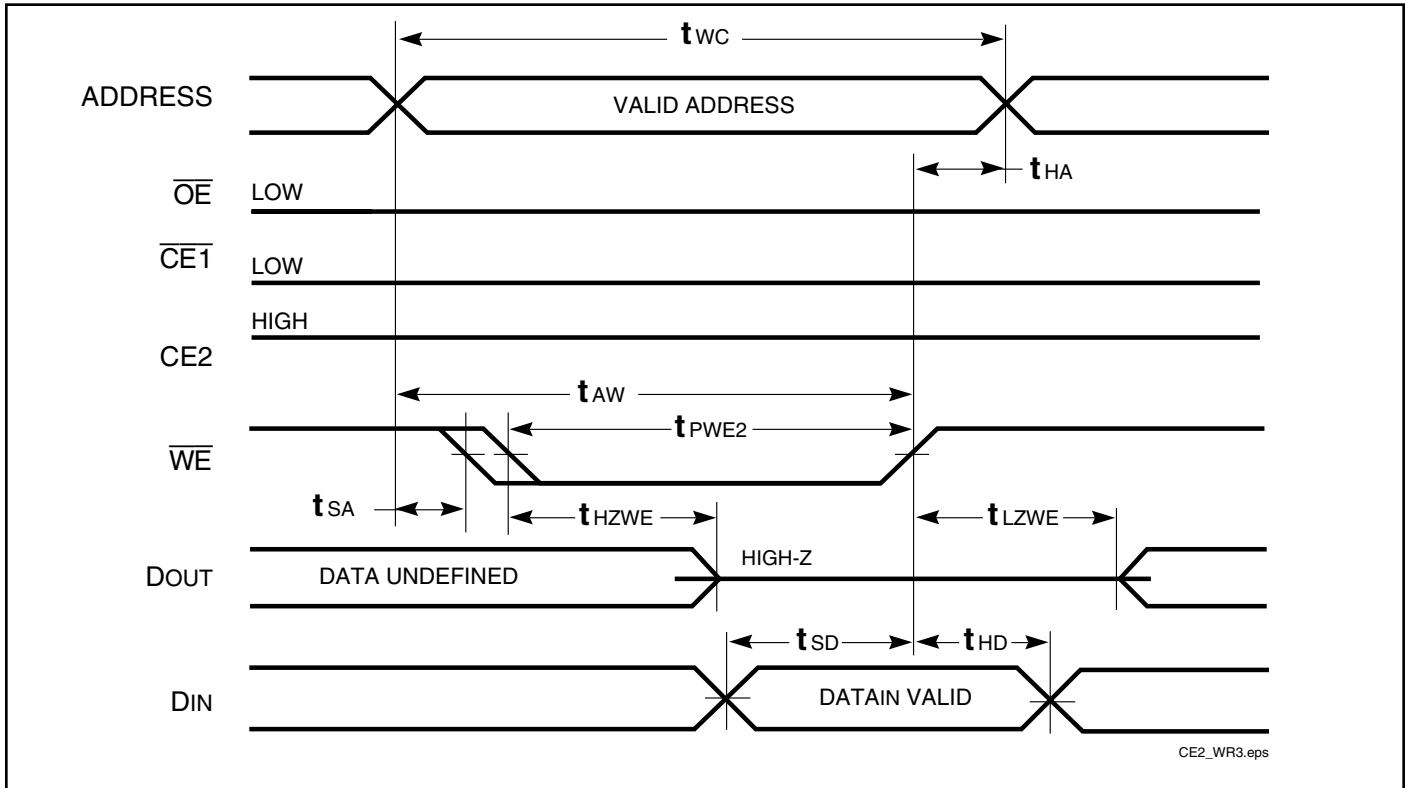 tWC
ADDRESS
VALID ADDRESS
tHA
OE LOW
CE1 LOW
HIGH
CE2
tAW
tPWE2
WE
tSA
tHZWE
tLZWE
HIGH-Z
DOUT
DATA UNDEFINED
tSD
tHD
DIN
DATAIN VALID
CE2_WR3.eps